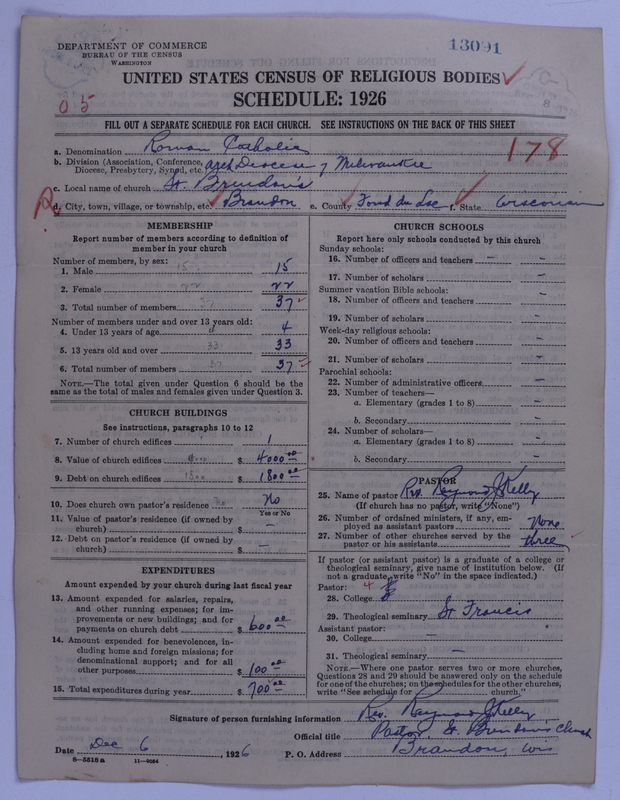 DEPARTMENT OF COMMERCE
BUREAU OF THE CENSUS
WASHINGTON
13091
UNITED STATES CENSUS OF RELIGIOUS BODIES
SCHEDULE: 1926
05
FILL OUT A SEPARATE SCHEDULE FOR EACH CHURCH. SEE INSTRUCTIONS ON THE BACK OF THIS SHEET
178
a. Denomination Roman Catholic
b. Division (Association, Conference, Diocese, Presbytery, Synod, etc.) Arch Diocese of Milwaukee
c. Local name of church St. Brendan's
d. City, town, village, or township, etc. Brandon e. County Fond du Lac f. State Wisconsin
MEMBERSHIP
Report number of members according to definition of
member in your church
Number of members, by sex:
1. Male 15 15
2. Female 22 22
3. Total number of members 37 37
Number of members under and over 13 years old:
4. Under 13 years of age 4
5. 13 years old and over 33 33
6. Total number of members 37 37
NOTE.—The total given under Question 6 should be the
same as the total of males and females given under Question 3.
CHURCH BUILDINGS
See instructions, paragraphs 10 to 12
7. Number of church edifices 1
8. Value of church edifices 4000 $ 4000.00
9. Debt on church edifices 1800 $ 1800.00
10. Does church own pastor's residence No No
Yes or No
11. Value of pastor's residence (if owned by
church) $ —
12. Debt on pastor's residence (if owned by
church) $ —
EXPENDITURES
Amount expended by your church during last fiscal year
13. Amount expended for salaries, repairs,
and other running expenses; for im-
provements or new buildings; and for
payments on church debt $ 600
14. Amount expended for benevolences, in-
cluding home and foreign missions; for
denominational support; and for all
other purposes $ 100.00
15. Total expenditures during year $ 700.00
CHURCH SCHOOLS
Report here only schools conducted by this church
Sunday schools:
16. Number of officers and teachers – –
17. Number of scholars –
Summer vacation Bible schools:
18. Number of officers and teachers –
19. Number of scholars –
Week-day religious schools:
20. Number of officers and teachers –
21. Number of scholars –
Parochial schools:
22. Number of administrative officers –
23. Number of teachers—
a. Elementary (grades 1 to 8) –
b. Secondary –
24. Number of scholars—
a. Elementary (grades 1 to 8) –
b. Secondary –
PASTOR
25. Name of pastor Rev. Raymond J Kelly
(If church has no pastor, write "None")
26. Number of ordained ministers, if any, em-
ployed as assistant pastors none
27. Number of other churches served by the
pastor or his assistants three
If pastor (or assistant pastor) is a graduate of a college or
theological seminary, give name of institution below. (If
not a graduate, write "No" in the space indicated.)
Pastor: 4
28. College
29. Theological seminary St Francis
Assistant pastor:
30. College —
31. Theological seminary —
NOTE.—Where one pastor serves two or more churches,
Questions 28 and 29 should be answered only on the schedule
for one of the churches; on the schedules for the other churches,
write "See schedule for church."
Signature of person furnishing information Rev. Raymond J Kelly
Official title Pastor, St. Brendan's Church
Date Dec 6, 1926 P. O. Address Brandon, Wis
8—5518 a 11—9084